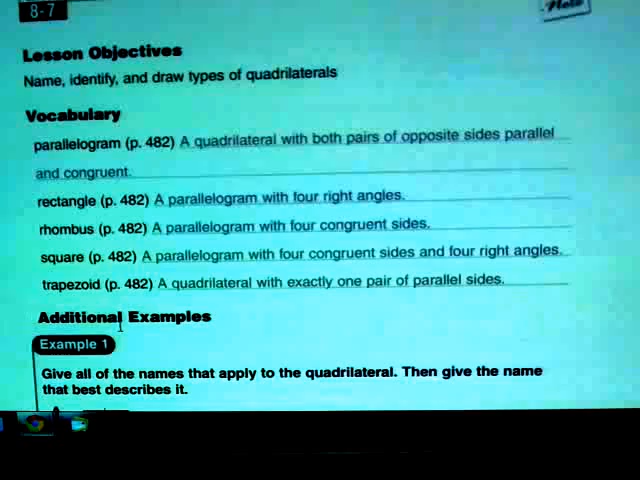 8-7
Note
Lesson Objectives
Name, identify, and draw types of quadrilaterals
Vocabulary
parallelogram (p. 482) A quadrilateral with both pairs of opposite sides parallel
and congruent.
rectangle (p. 482) A parallelogram with four right angles.
rhombus (p. 482) A parallelogram with four congruent sides.
square (p. 482) A parallelogram with four congruent sides and four right angles.
trapezoid (p. 482) A quadrilateral with exactly one pair of parallel sides.
Additional Examples
Example 1
Give all of the names that apply to the quadrilateral. Then give the name
that best describes it.